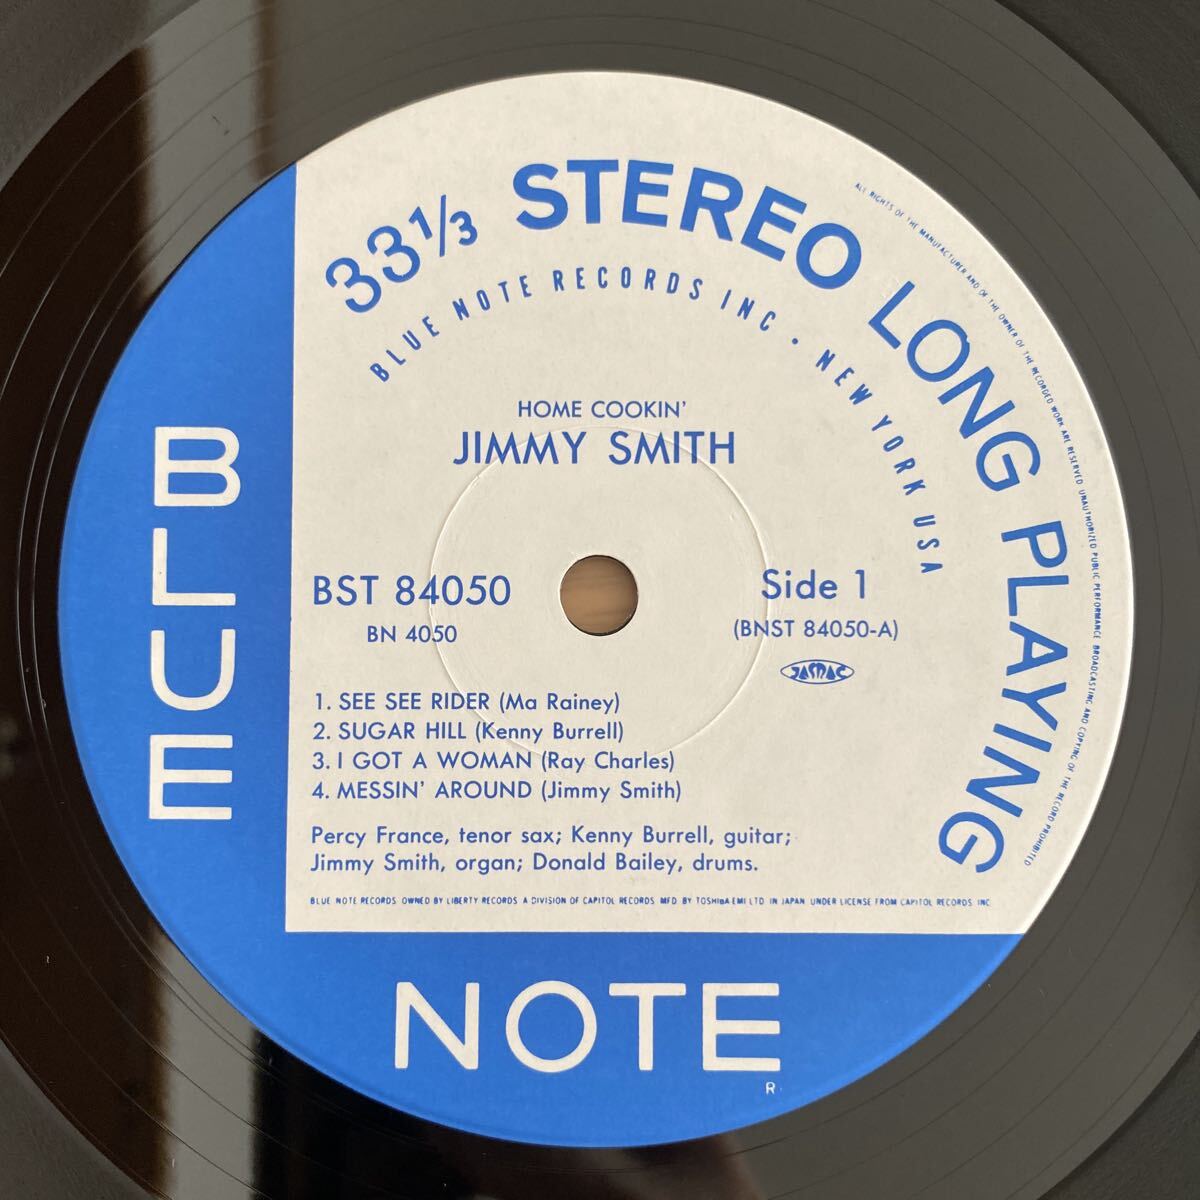 33⅓ STEREO LONG PLAYING
BLUE NOTE RECORDS INC • NEW YORK USA
ALL RIGHTS OF THE MANUFACTURER AND OF THE OWNER OF THE RECORDED WORK ARE RESERVED UNAUTHORIZED PUBLIC PERFORMANCE BROADCASTING AND COPYING OF THE RECORD PROHIBITED
HOME COOKIN'
JIMMY SMITH
BST 84050
BN 4050
Side 1
(BNST 84050-A)
JASRAC
1. SEE SEE RIDER (Ma Rainey)
2. SUGAR HILL (Kenny Burrell)
3. I GOT A WOMAN (Ray Charles)
4. MESSIN' AROUND (Jimmy Smith)
Percy France, tenor sax; Kenny Burrell, guitar;
Jimmy Smith, organ; Donald Bailey, drums.
BLUE NOTE RECORDS OWNED BY LIBERTY RECORDS A DIVISION OF CAPITOL RECORDS MFD BY TOSHIBA EMI LTD IN JAPAN UNDER LICENSE FROM CAPITOL RECORDS INC
BLUE
NOTE
R